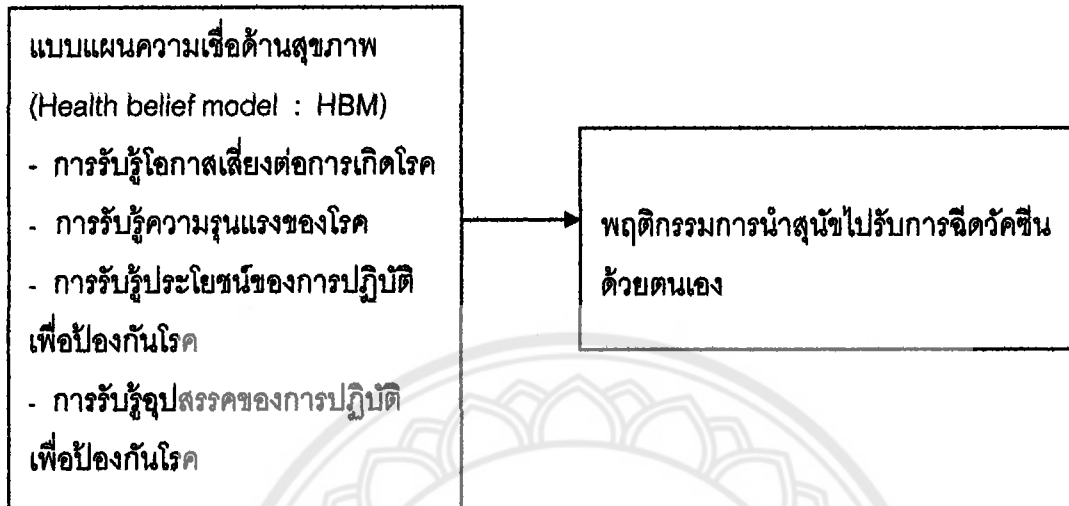 แบบแผนความเชื่อด้านสุขภาพ
(Health belief model : HBM)
- การรับรู้โอกาสเสี่ยงต่อการเกิดโรค
- การรับรู้ความรุนแรงของโรค
- การรับรู้ประโยชน์ของการปฏิบัติ
เพื่อป้องกันโรค
- การรับรู้อุปสรรคของการปฏิบัติ
เพื่อป้องกันโรค
พฤติกรรมการนำสุนัขไปรับการฉีดวัคซีน
ด้วยตนเอง